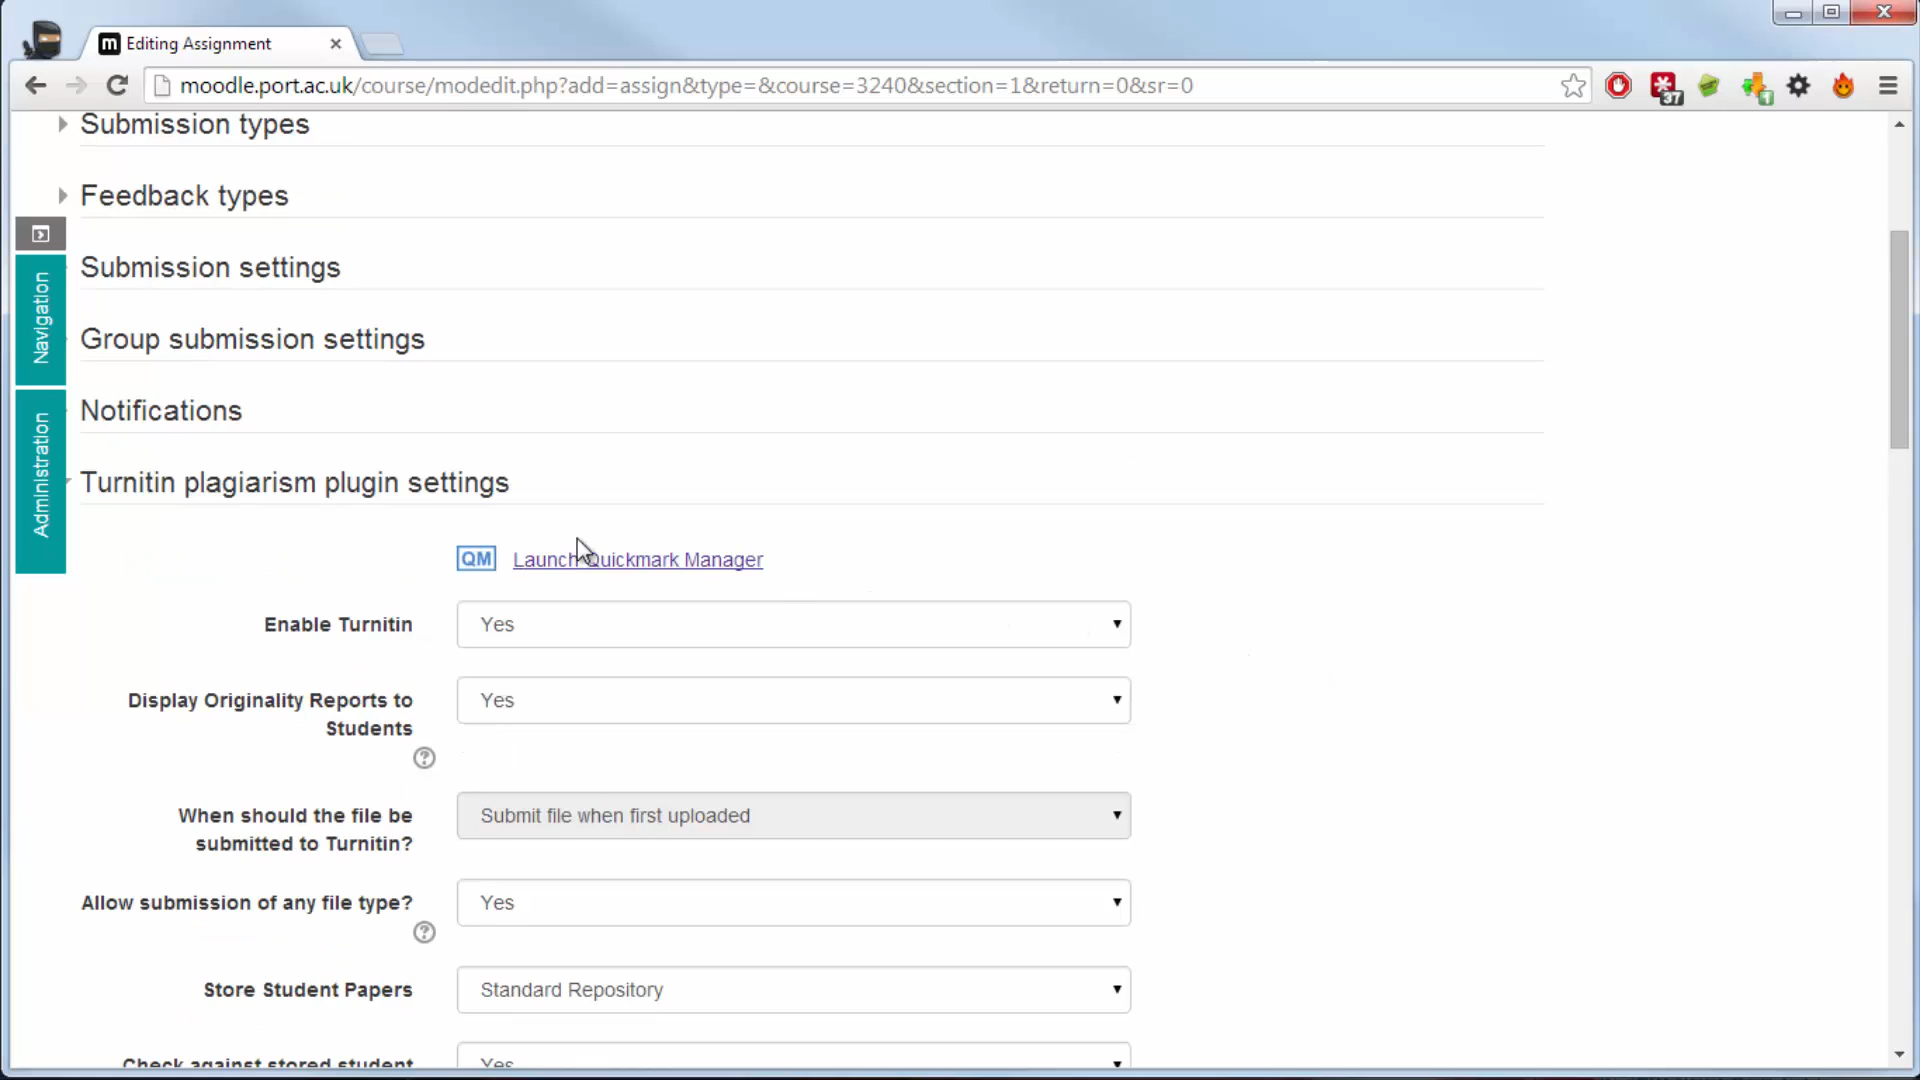 Editing Assignment
moodle.port.ac.uk/course/modedit.php?add=assign&type=&course=3240&section=1&return=0&sr=0
37
1
Submission types
Feedback types
Submission settings
Group submission settings
Notifications
Turnitin plagiarism plugin settings
Navigation
Administration
QM Launch Quickmark Manager
Enable Turnitin
Yes
Display Originality Reports to
Students
Yes
When should the file be
submitted to Turnitin?
Submit file when first uploaded
Allow submission of any file type?
Yes
Store Student Papers
Standard Repository
Check against stored student
Yes